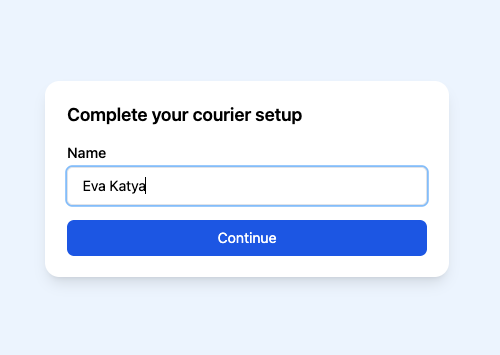 Complete your courier setup
Name
Eva Katya
Continue